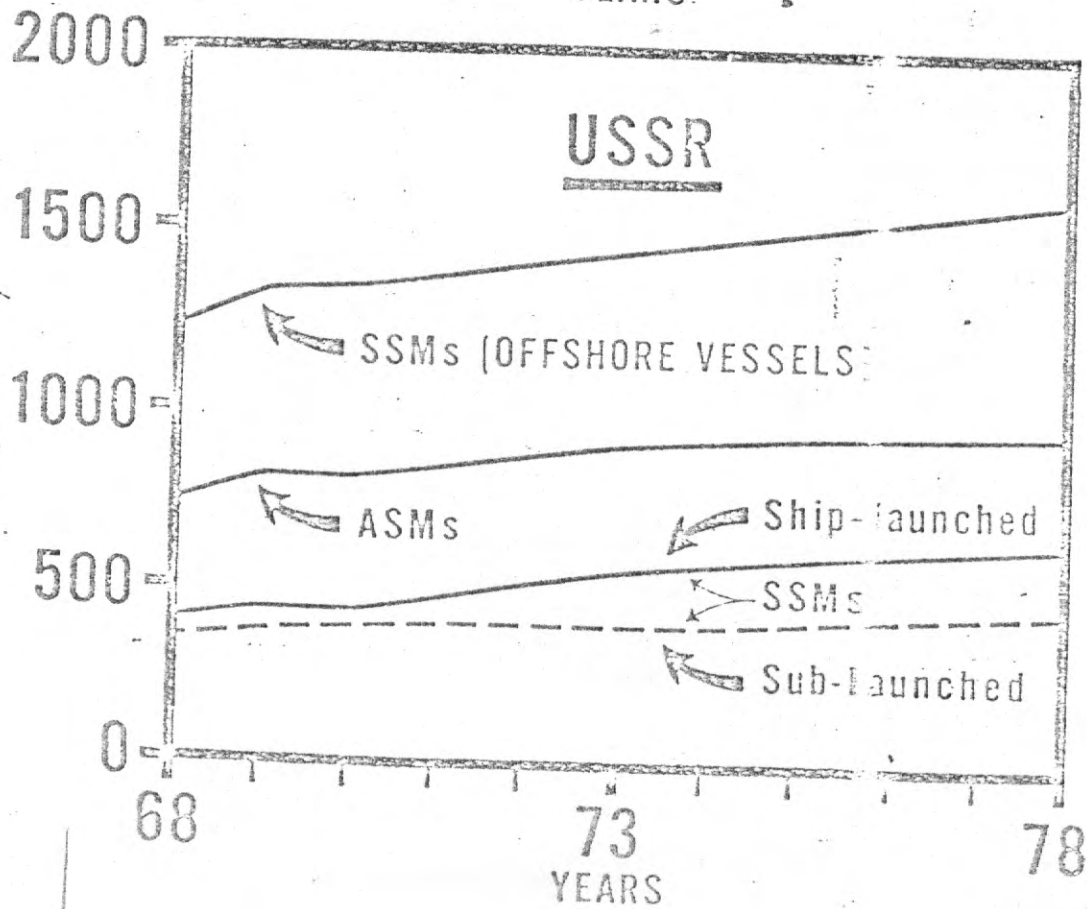 2000
USSR
1500
SSMs (OFFSHORE VESSELS)
1000
ASMs
Ship-launched
500
SSMs
Sub-Launched
0
68
73
78
YEARS